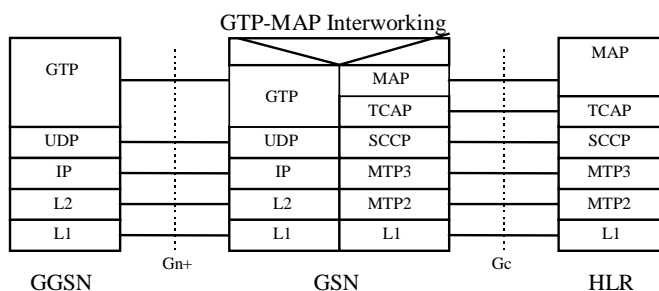 GTP-MAP Interworking
GTP
GTP
MAP
MAP
TCAP
TCAP
UDP
UDP
SCCP
SCCP
IP
IP
MTP3
MTP3
L2
L2
MTP2
MTP2
L1
L1
L1
L1
GGSN
Gn+
GSN
Gc
HLR